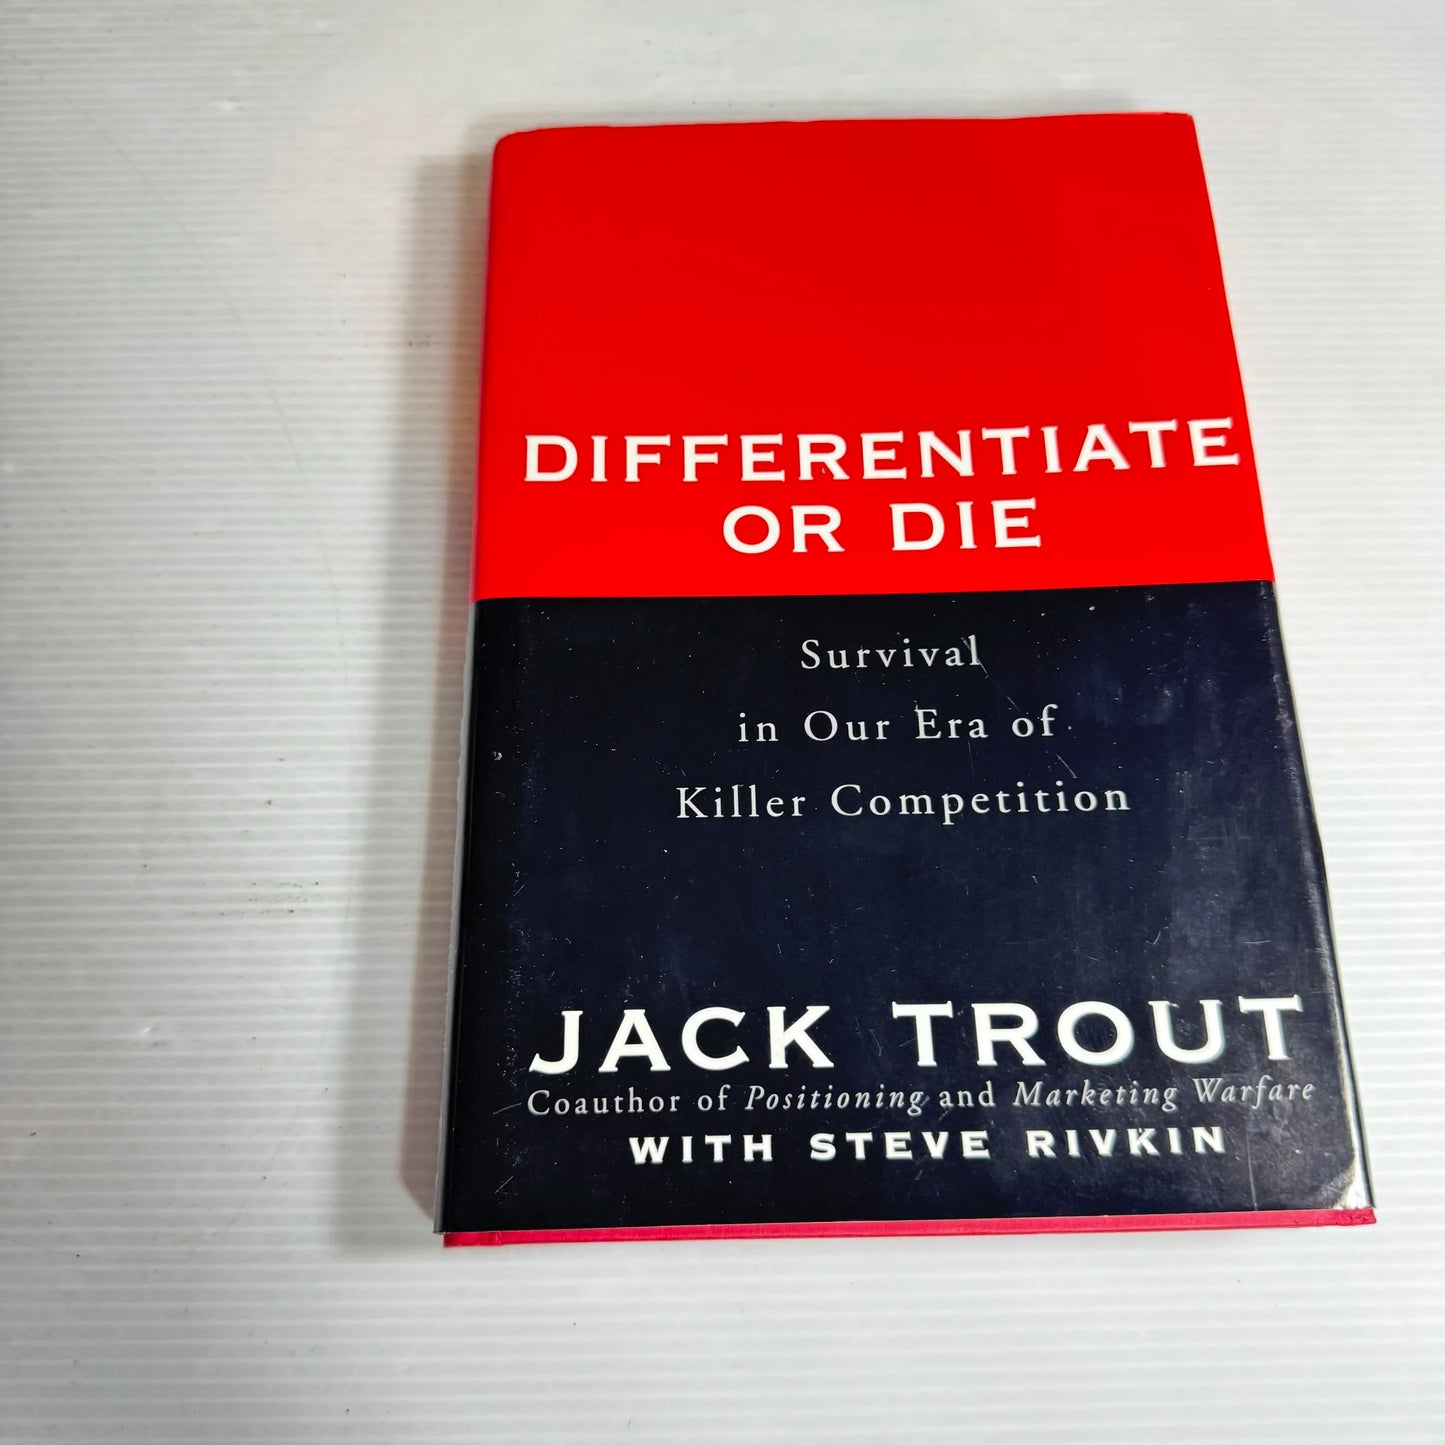 DIFFERENTIATE
OR DIE
Survival
in Our Era of
Killer Competition
JACK TROUT
Coauthor of Positioning and Marketing Warfare
WITH STEVE RIVKIN